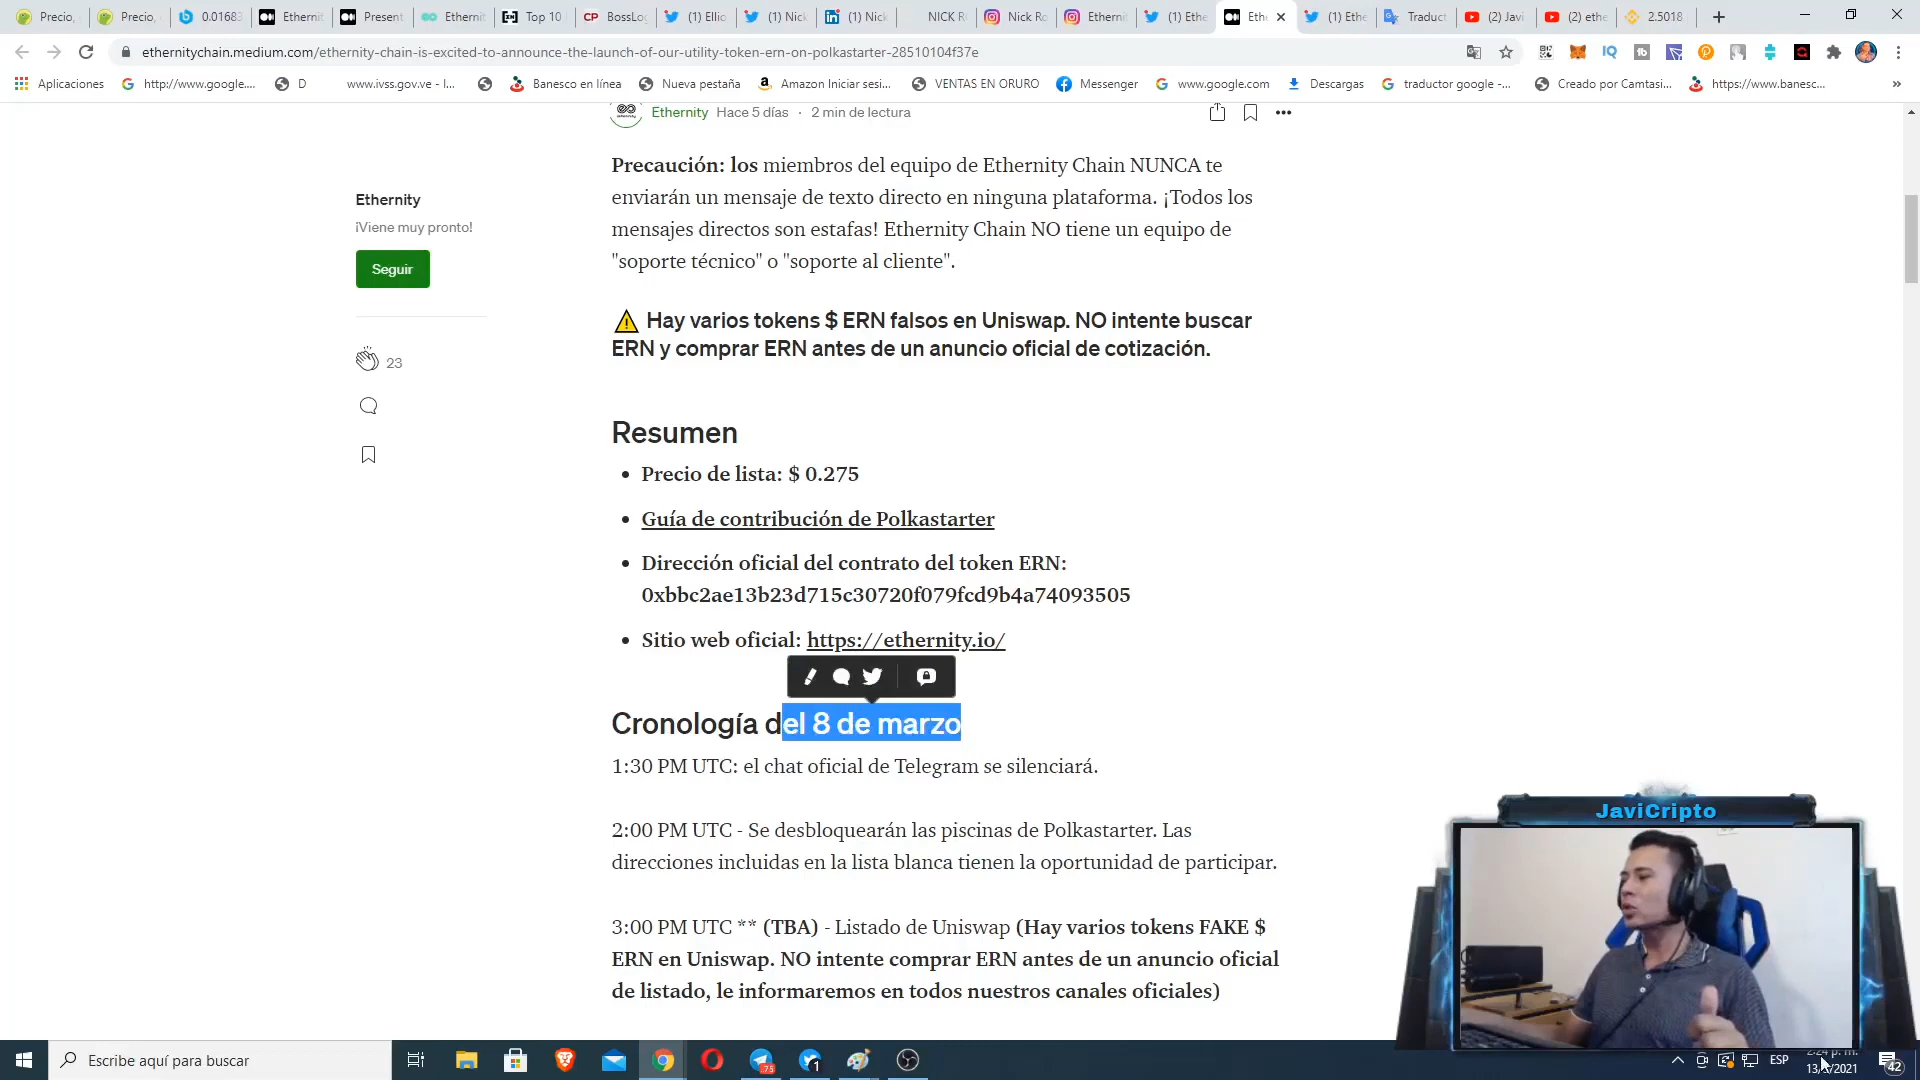 Precio,
Precio,
0.01683
Ethernit
Present
Ethernit
Top 10
BossLog
(1) Ellio
(1) Nick
(1) Nick
NICK R
Nick Ro
Ethernit
(1) Ethe
Eth
(1) Ethe
Traduct
(2) Javi
(2) ethe
2.5018
ethernitychain.medium.com/ethernity-chain-is-excited-to-announce-the-launch-of-our-utility-token-ern-on-polkastarter-28510104f37e
Aplicaciones
http://www.google....
D
www.ivss.gov.ve - I...
Banesco en línea
Nueva pestaña
Amazon Iniciar sesi...
VENTAS EN ORURO
Messenger
www.google.com
Descargas
traductor google -...
Creado por Camtasi...
https://www.banesc...
Ethernity Hace 5 días · 2 min de lectura
Ethernity
¡Viene muy pronto!
Seguir
23
Precaución: los miembros del equipo de Ethernity Chain NUNCA te
enviarán un mensaje de texto directo en ninguna plataforma. ¡Todos los
mensajes directos son estafas! Ethernity Chain NO tiene un equipo de
"soporte técnico" o "soporte al cliente".
⚠ Hay varios tokens $ ERN falsos en Uniswap. NO intente buscar
ERN y comprar ERN antes de un anuncio oficial de cotización.
Resumen
• Precio de lista: $ 0.275
• Guía de contribución de Polkastarter
• Dirección oficial del contrato del token ERN:
0xbbc2ae13b23d715c30720f079fcd9b4a74093505
• Sitio web oficial: https://ethernity.io/
Cronología del 8 de marzo
1:30 PM UTC: el chat oficial de Telegram se silenciará.
2:00 PM UTC - Se desbloquearán las piscinas de Polkastarter. Las
direcciones incluidas en la lista blanca tienen la oportunidad de participar.
3:00 PM UTC ** (TBA) - Listado de Uniswap (Hay varios tokens FAKE $
ERN en Uniswap. NO intente comprar ERN antes de un anuncio oficial
de listado, le informaremos en todos nuestros canales oficiales)
JaviCripto
Escribe aquí para buscar
ESP
42